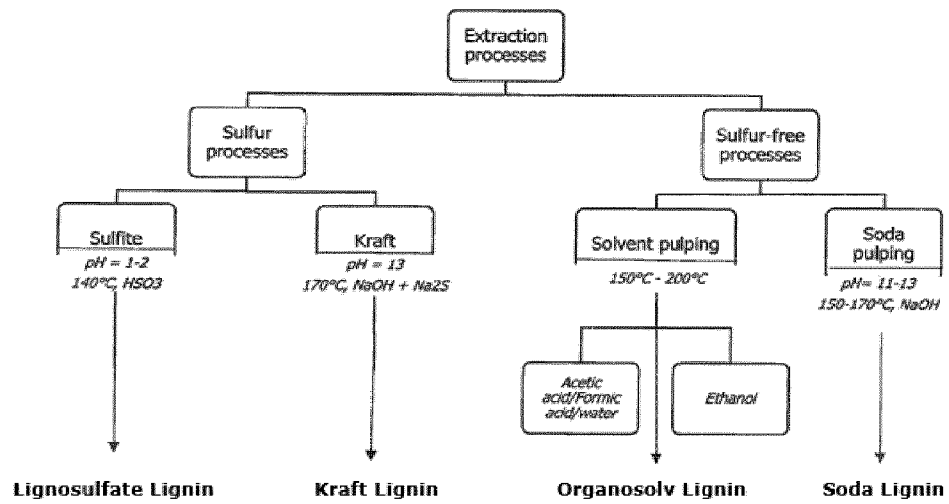 Extraction
processes
Sulfur
processes
Sulfur-free
processes
Sulfite
pH = 1-2
140°C, HSO3
Kraft
pH = 13
170°C, NaOH + Na2S
Solvent pulping
150°C - 200°C
Soda
pulping
pH= 11-13
150-170°C, NaOH
Acetic
acid/Formic
acid/water
Ethanol
Lignosulfate Lignin
Kraft Lignin
Organosolv Lignin
Soda Lignin